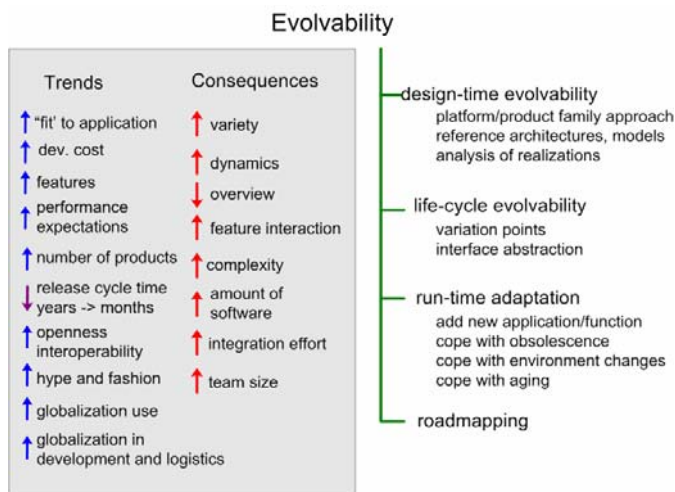 Evolvability
Trends
"fit' to application
dev. cost
features
performance
expectations
number of products
release cycle time
years -> months
openness
interoperability
hype and fashion
globalization use
globalization in
development and logistics
Consequences
variety
dynamics
overview
feature interaction
complexity
amount of
software
integration effort
team size
design-time evolvability
platform/product family approach
reference architectures, models
analysis of realizations
life-cycle evolvability
variation points
interface abstraction
run-time adaptation
add new application/function
cope with obsolescence
cope with environment changes
cope with aging
roadmapping